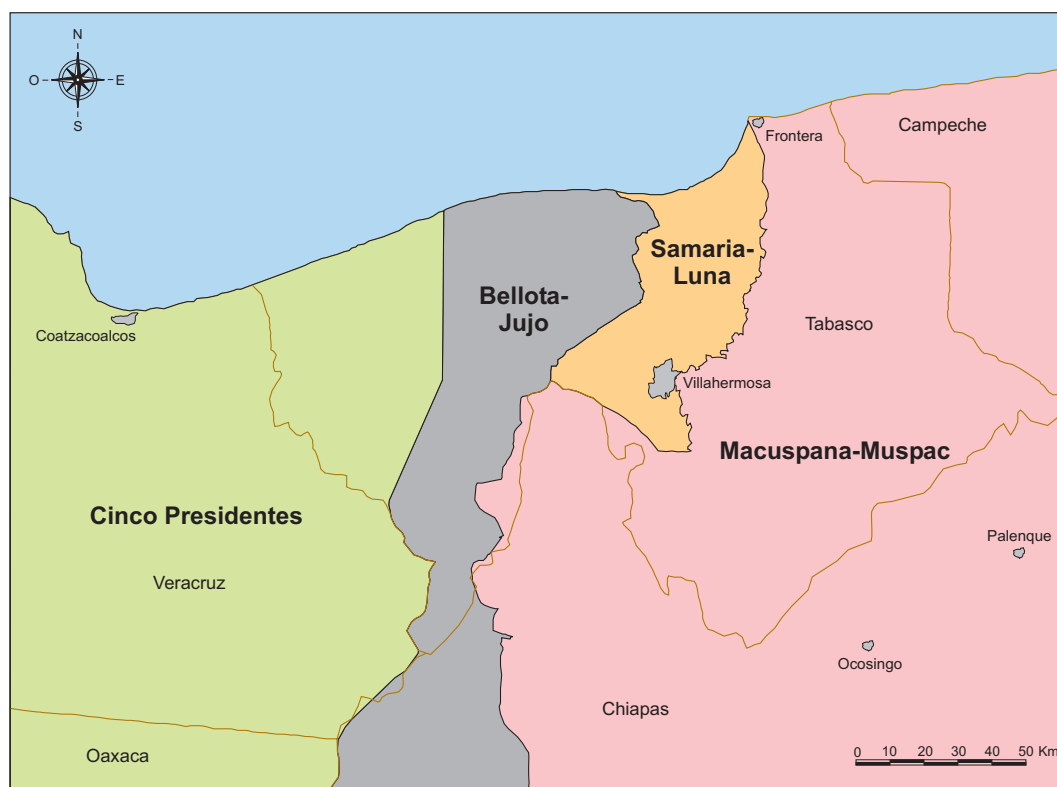 N
O
E
S
Campeche
Frontera
Samaria-
Luna
Bellota-
Jujo
Tabasco
Coatzacoalcos
Villahermosa
Macuspana-Muspac
Cinco Presidentes
Palenque
Veracruz
Ocosingo
Chiapas
Oaxaca
0 10 20 30 40 50 Km